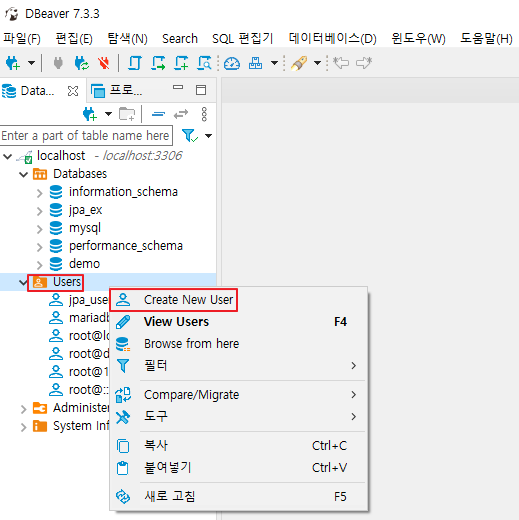 DBeaver 7.3.3
파일(F) 편집(E) 탐색(N) Search SQL 편집기 데이터베이스(D) 윈도우(W) 도움말(H)
Data... 프로...
Enter a part of table name here
localhost - localhost:3306
Databases
information_schema
jpa_ex
mysql
performance_schema
demo
Users
jpa_use
mariadb
root@lo
root@d
root@1
root@::
Administer
System Inf
Create New User
View Users F4
Browse from here
필터
Compare/Migrate
도구
복사 Ctrl+C
붙여넣기 Ctrl+V
새로 고침 F5